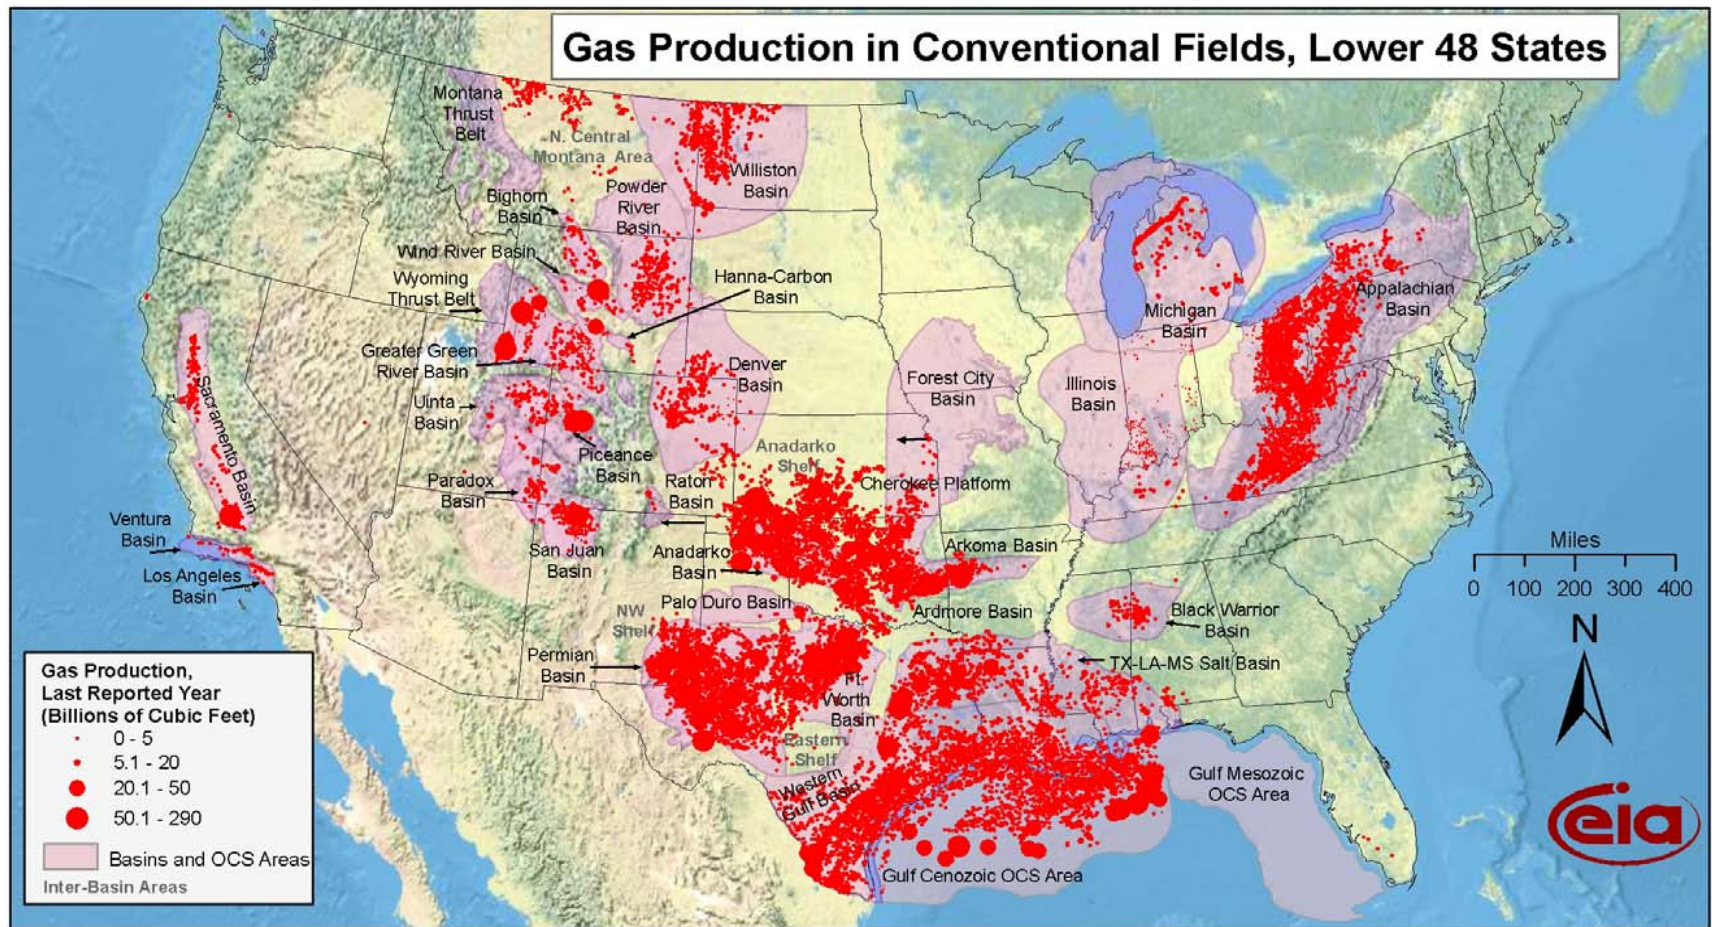 Gas Production in Conventional Fields, Lower 48 States
Montana
Thrust
Belt
N. Central
Montana Area
Williston
Basin
Powder
River
Basin
Bighorn
Basin
Wind River Basin
Wyoming
Thrust Belt
Hanna-Carbon
Basin
Greater Green
River Basin
Denver
Basin
Uinta
Basin
Piceance
Basin
Paradox
Basin
Raton
Basin
San Juan
Basin
Sacramento Basin
Ventura
Basin
Los Angeles
Basin
Forest City
Basin
Illinois
Basin
Michigan
Basin
Appalachian
Basin
Anadarko
Shelf
Cherokee Platform
Anadarko
Basin
Arkoma Basin
Palo Duro Basin
Ardmore Basin
NW
Shelf
Black Warrior
Basin
Permian
Basin
Ft.
Worth
Basin
TX-LA-MS Salt Basin
Eastern
Shelf
Western
Gulf Basin
Gulf Mesozoic
OCS Area
Gulf Cenozoic OCS Area
Miles
0 100 200 300 400
N
eia
Gas Production,
Last Reported Year
(Billions of Cubic Feet)
0 - 5
5.1 - 20
20.1 - 50
50.1 - 290
Basins and OCS Areas
Inter-Basin Areas